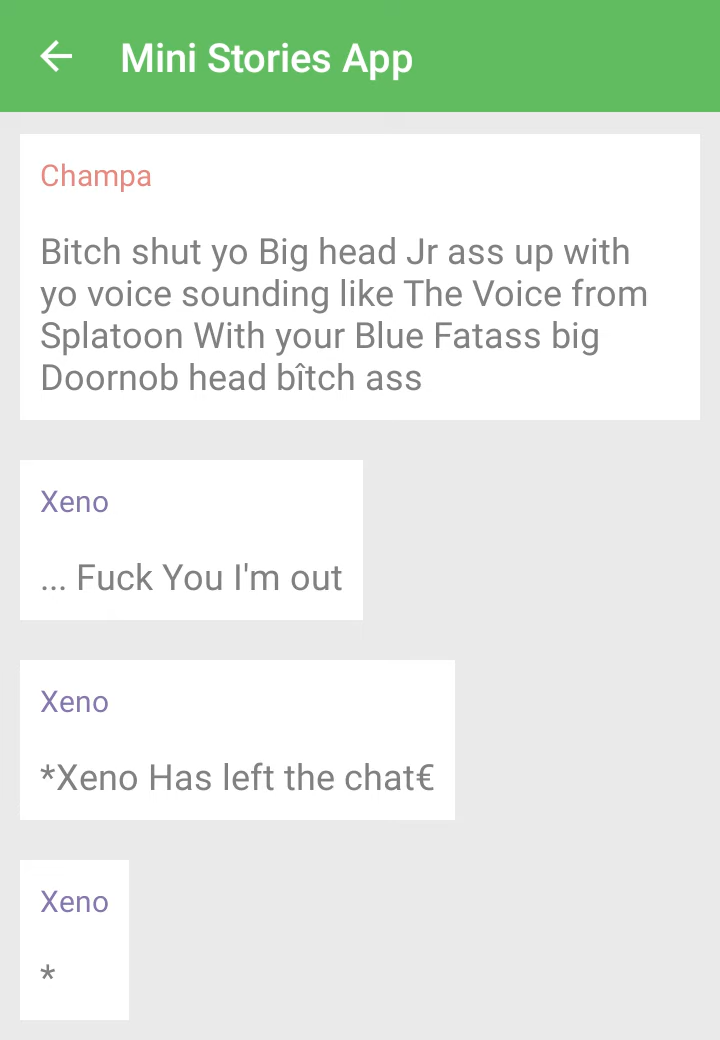 Mini Stories App
Champa
Bitch shut yo Big head Jr ass up with
yo voice sounding like The Voice from
Splatoon With your Blue Fatass big
Doornob head bîtch ass
Xeno
... Fuck You I'm out
Xeno
*Xeno Has left the chat€
Xeno
*